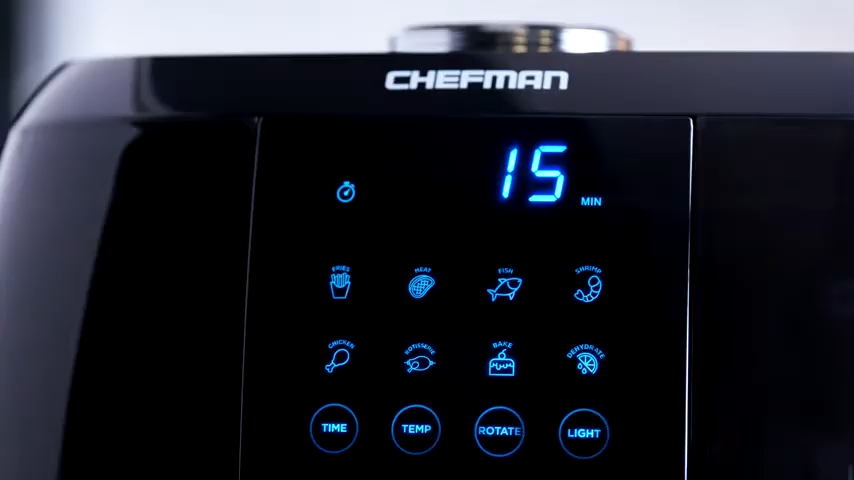 CHEFMAN
15 MIN
FRIES MEAT FISH SHRIMP
CHICKEN ROTISSERIE BAKE DEHYDRATE
TIME TEMP ROTATE LIGHT